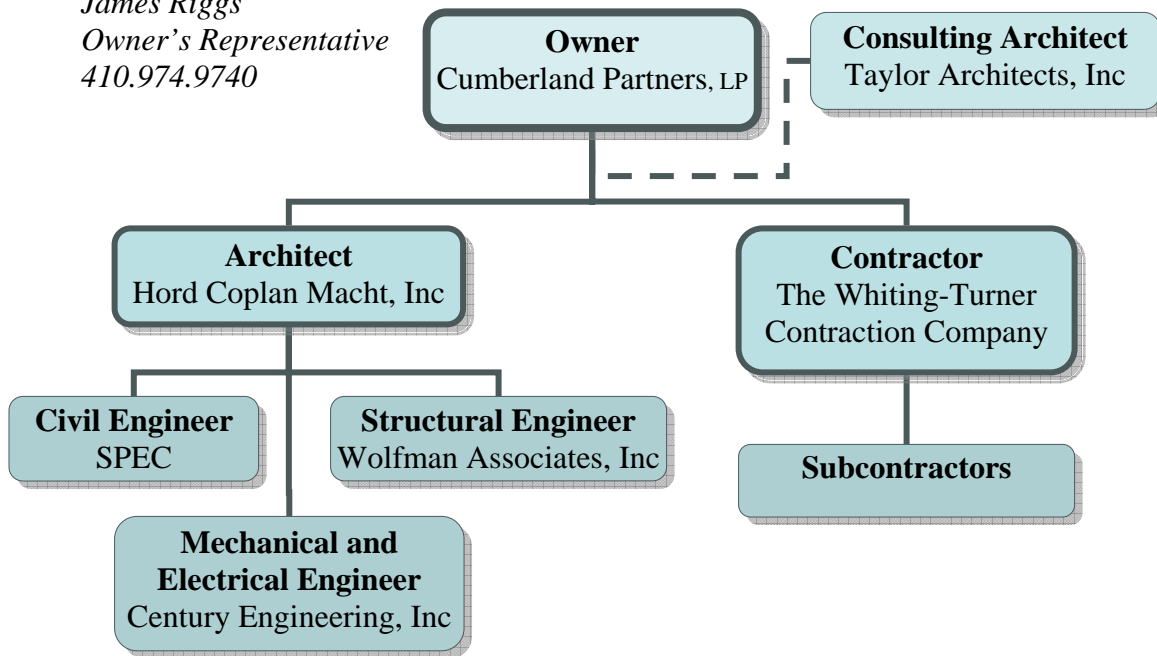 James Riggs
Owner's Representative
410.974.9740
Owner
Cumberland Partners, LP
Consulting Architect
Taylor Architects, Inc
Architect
Hord Coplan Macht, Inc
Contractor
The Whiting-Turner
Contraction Company
Civil Engineer
SPEC
Structural Engineer
Wolfman Associates, Inc
Subcontractors
Mechanical and
Electrical Engineer
Century Engineering, Inc